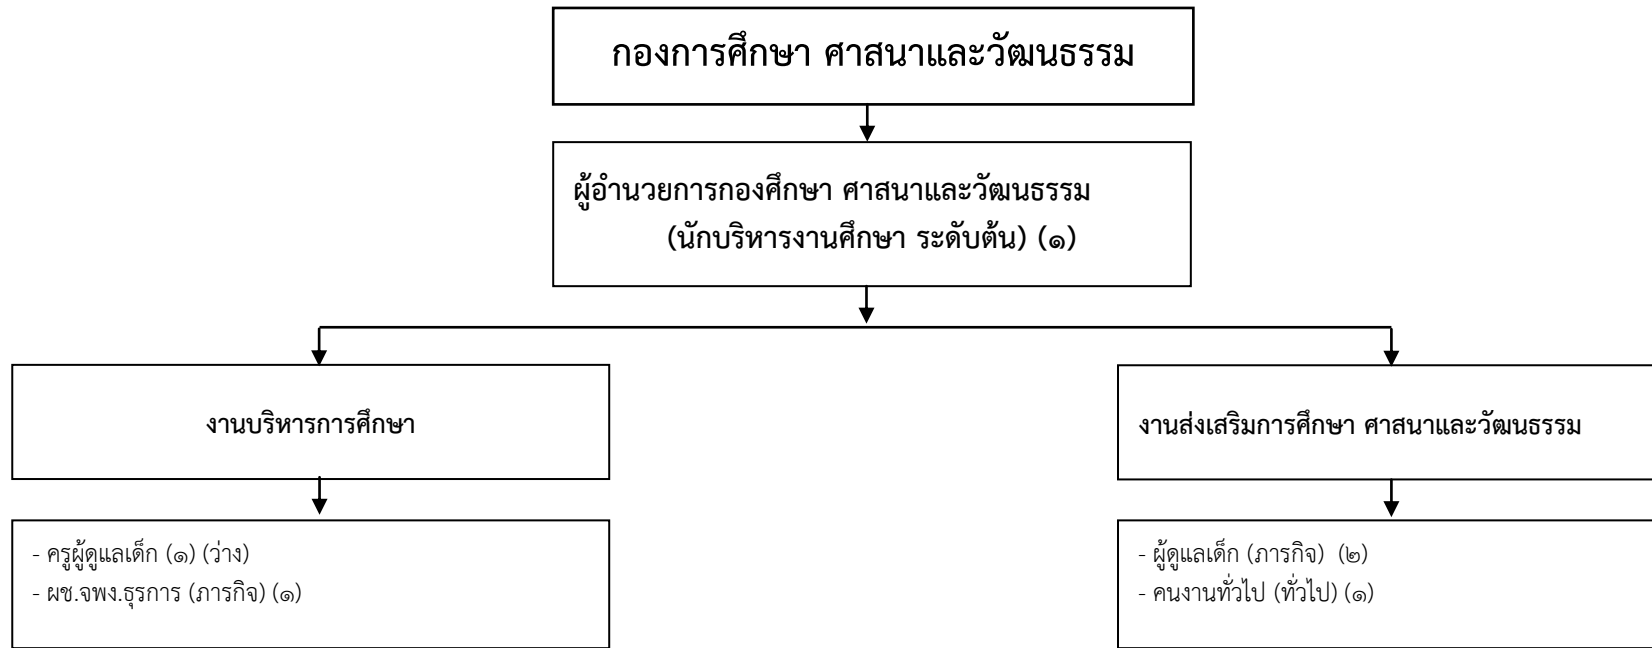 กองการศึกษา ศาสนาและวัฒนธรรม
ผู้อำนวยการกองศึกษา ศาสนาและวัฒนธรรม
(นักบริหารงานศึกษา ระดับต้น) (๑)
งานบริหารการศึกษา
งานส่งเสริมการศึกษา ศาสนาและวัฒนธรรม
- ครูผู้ดูแลเด็ก (๑) (ว่าง)
- ผช.จพง.ธุรการ (ภารกิจ) (๑)
- ผู้ดูแลเด็ก (ภารกิจ) (๒)
- คนงานทั่วไป (ทั่วไป) (๑)